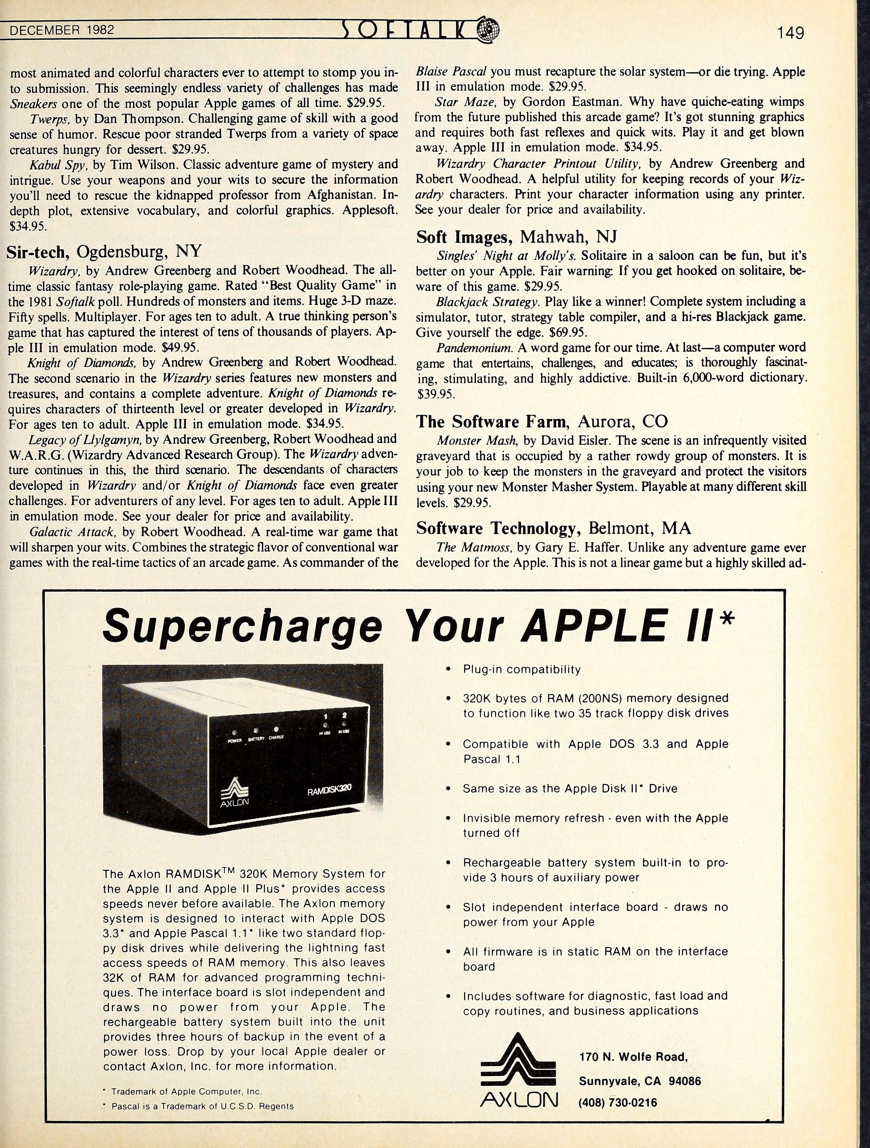 DECEMBER 1982
SOFTALK
149
most animated and colorful characters ever to attempt to stomp you in-
to submission. This seemingly endless variety of challenges has made
Sneakers one of the most popular Apple games of all time. $29.95.
Twerps, by Dan Thompson. Challenging game of skill with a good
sense of humor. Rescue poor stranded Twerps from a variety of space
creatures hungry for dessert. $29.95.
Kabul Spy, by Tim Wilson. Classic adventure game of mystery and
intrigue. Use your weapons and your wits to secure the information
you'll need to rescue the kidnapped professor from Afghanistan. In-
depth plot, extensive vocabulary, and colorful graphics. Applesoft.
$34.95.
Sir-tech, Ogdensburg, NY
Wizardry, by Andrew Greenberg and Robert Woodhead. The all-
time classic fantasy role-playing game. Rated "Best Quality Game" in
the 1981 Softalk poll. Hundreds of monsters and items. Huge 3-D maze.
Fifty spells. Multiplayer. For ages ten to adult. A true thinking person's
game that has captured the interest of tens of thousands of players. Ap-
ple III in emulation mode. $49.95.
Knight of Diamonds, by Andrew Greenberg and Robert Woodhead.
The second scenario in the Wizardry series features new monsters and
treasures, and contains a complete adventure. Knight of Diamonds re-
quires characters of thirteenth level or greater developed in Wizardry.
For ages ten to adult. Apple III in emulation mode. $34.95.
Legacy of Llylgamyn, by Andrew Greenberg, Robert Woodhead and
W.A.R.G. (Wizardry Advanced Research Group). The Wizardry adven-
ture continues in this, the third scenario. The descendants of characters
developed in Wizardry and/or Knight of Diamonds face even greater
challenges. For adventurers of any level. For ages ten to adult. Apple III
in emulation mode. See your dealer for price and availability.
Galactic Attack, by Robert Woodhead. A real-time war game that
will sharpen your wits. Combines the strategic flavor of conventional war
games with the real-time tactics of an arcade game. As commander of the
Blaise Pascal you must recapture the solar system—or die trying. Apple
III in emulation mode. $29.95.
Star Maze, by Gordon Eastman. Why have quiche-eating wimps
from the future published this arcade game? It's got stunning graphics
and requires both fast reflexes and quick wits. Play it and get blown
away. Apple III in emulation mode. $34.95.
Wizardry Character Printout Utility, by Andrew Greenberg and
Robert Woodhead. A helpful utility for keeping records of your Wiz-
ardry characters. Print your character information using any printer.
See your dealer for price and availability.
Soft Images, Mahwah, NJ
Singles' Night at Molly's. Solitaire in a saloon can be fun, but it's
better on your Apple. Fair warning: If you get hooked on solitaire, be-
ware of this game. $29.95.
Blackjack Strategy. Play like a winner! Complete system including a
simulator, tutor, strategy table compiler, and a hi-res Blackjack game.
Give yourself the edge. $69.95.
Pandemonium. A word game for our time. At last—a computer word
game that entertains, challenges, and educates; is thoroughly fascinat-
ing, stimulating, and highly addictive. Built-in 6,000-word dictionary.
$39.95.
The Software Farm, Aurora, CO
Monster Mash, by David Eisler. The scene is an infrequently visited
graveyard that is occupied by a rather rowdy group of monsters. It is
your job to keep the monsters in the graveyard and protect the visitors
using your new Monster Masher System. Playable at many different skill
levels. $29.95.
Software Technology, Belmont, MA
The Matmoss, by Gary E. Haffer. Unlike any adventure game ever
developed for the Apple. This is not a linear game but a highly skilled ad-
Supercharge Your APPLE II*
1 2
POWER BATTERY CHARGE IN USE IN USE
AXLON
RAMDISK320
The Axlon RAMDISK™ 320K Memory System for
the Apple II and Apple II Plus* provides access
speeds never before available. The Axlon memory
system is designed to interact with Apple DOS
3.3* and Apple Pascal 1.1* like two standard flop-
py disk drives while delivering the lightning fast
access speeds of RAM memory. This also leaves
32K of RAM for advanced programming techni-
ques. The interface board is slot independent and
draws no power from your Apple. The
rechargeable battery system built into the unit
provides three hours of backup in the event of a
power loss. Drop by your local Apple dealer or
contact Axlon, Inc. for more information.
* Trademark of Apple Computer, Inc.
* Pascal is a Trademark of U.C.S.D. Regents
• Plug-in compatibility
• 320K bytes of RAM (200NS) memory designed
to function like two 35 track floppy disk drives
• Compatible with Apple DOS 3.3 and Apple
Pascal 1.1
• Same size as the Apple Disk II* Drive
• Invisible memory refresh - even with the Apple
turned off
• Rechargeable battery system built-in to pro-
vide 3 hours of auxiliary power
• Slot independent interface board - draws no
power from your Apple
• All firmware is in static RAM on the interface
board
• Includes software for diagnostic, fast load and
copy routines, and business applications
AXLON
170 N. Wolfe Road,
Sunnyvale, CA 94086
(408) 730-0216